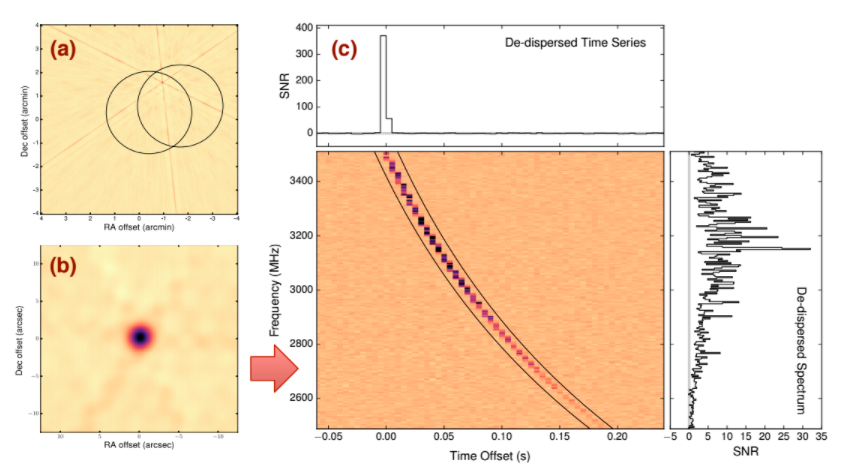 (a)
4
3
2
1
0
-1
-2
-3
-4
Dec offset (arcmin)
4 3 2 1 0 -1 -2 -3 -4
RA offset (arcmin)
(b)
10
5
0
-5
-10
Dec offset (arcsec)
10 5 0 -5 -10
RA offset (arcsec)
(c)
De-dispersed Time Series
400
300
200
100
0
SNR
3400
3200
3000
2800
2600
Frequency (MHz)
-0.05 0.00 0.05 0.10 0.15 0.20
Time Offset (s)
De-dispersed Spectrum
-5 0 5 10 15 20 25 30 35
SNR